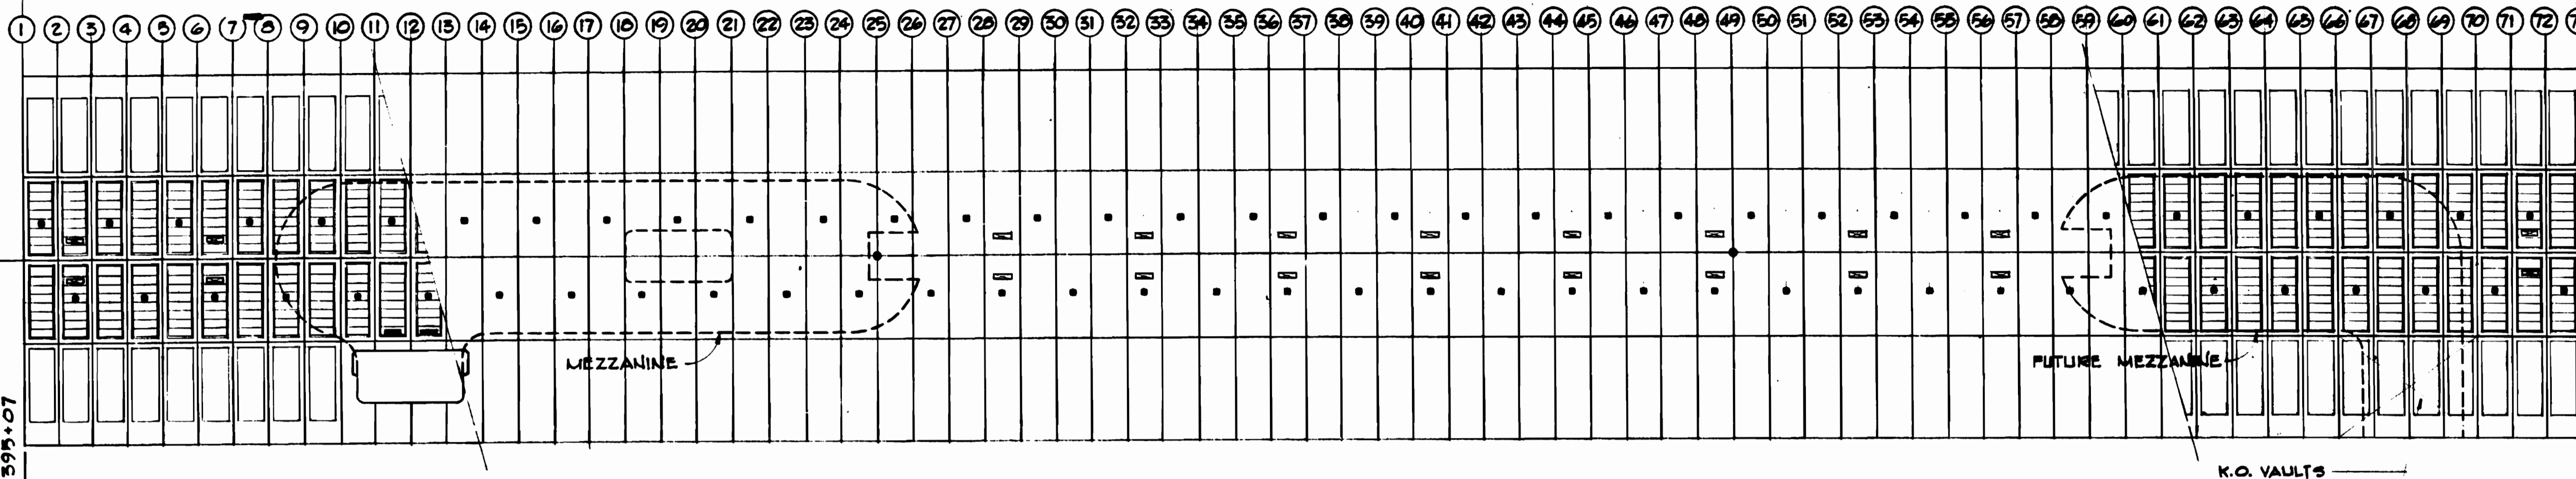 1 2 3 4 5 6 7 8 9 10 11 12 13 14 15 16 17 18 19 20 21 22 23 24 25 26 27 28 29 30 31 32 33 34 35 36 37 38 39 40 41 42 43 44 45 46 47 48 49 50 51 52 53 54 55 56 57 58 59 60 61 62 63 64 65 66 67 68 69 70 71 72
MEZZANINE
FUTURE MEZZANINE
395+07
K.O. VAULTS